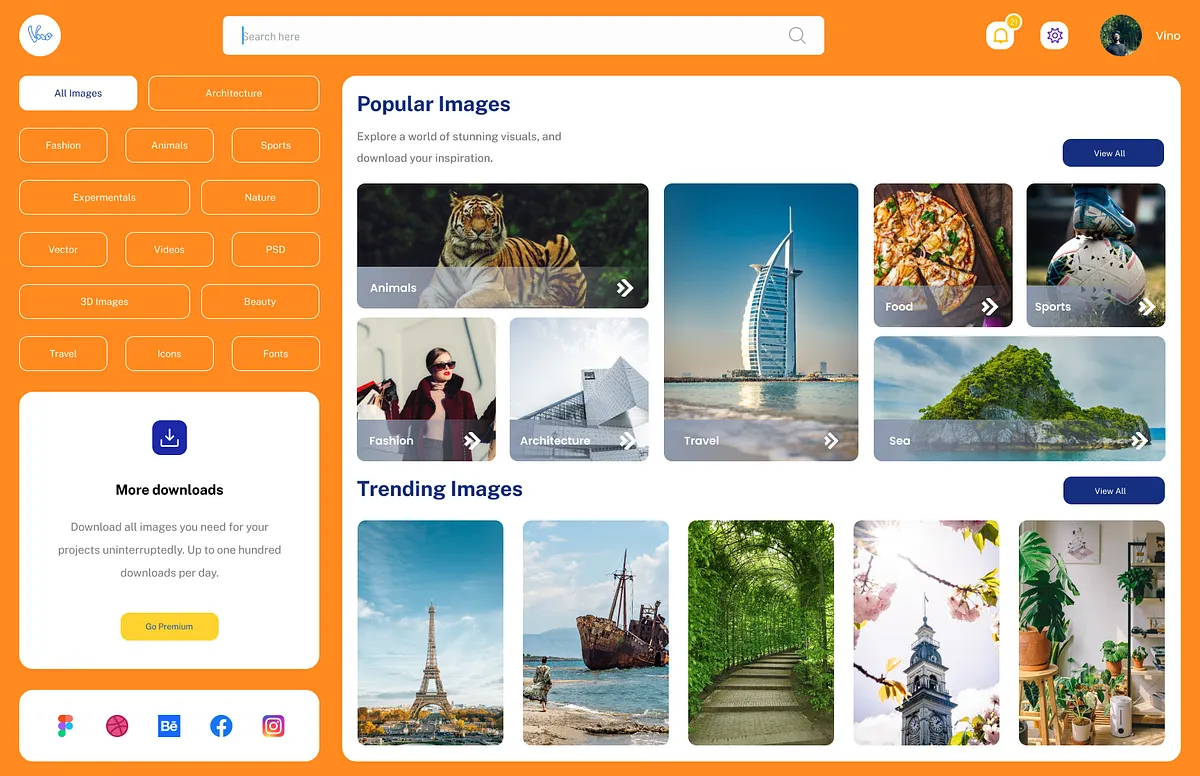 Vino
Search here
21
Vino
All Images
Architecture
Fashion
Animals
Sports
Expermentals
Nature
Vector
Videos
PSD
3D Images
Beauty
Travel
Icons
Fonts
More downloads
Download all images you need for your
projects uninterruptedly. Up to one hundred
downloads per day.
Go Premium
Bē
Popular Images
Explore a world of stunning visuals, and
download your inspiration.
View All
Animals
Fashion
Architecture
Travel
Food
Sports
Sea
Trending Images
View All